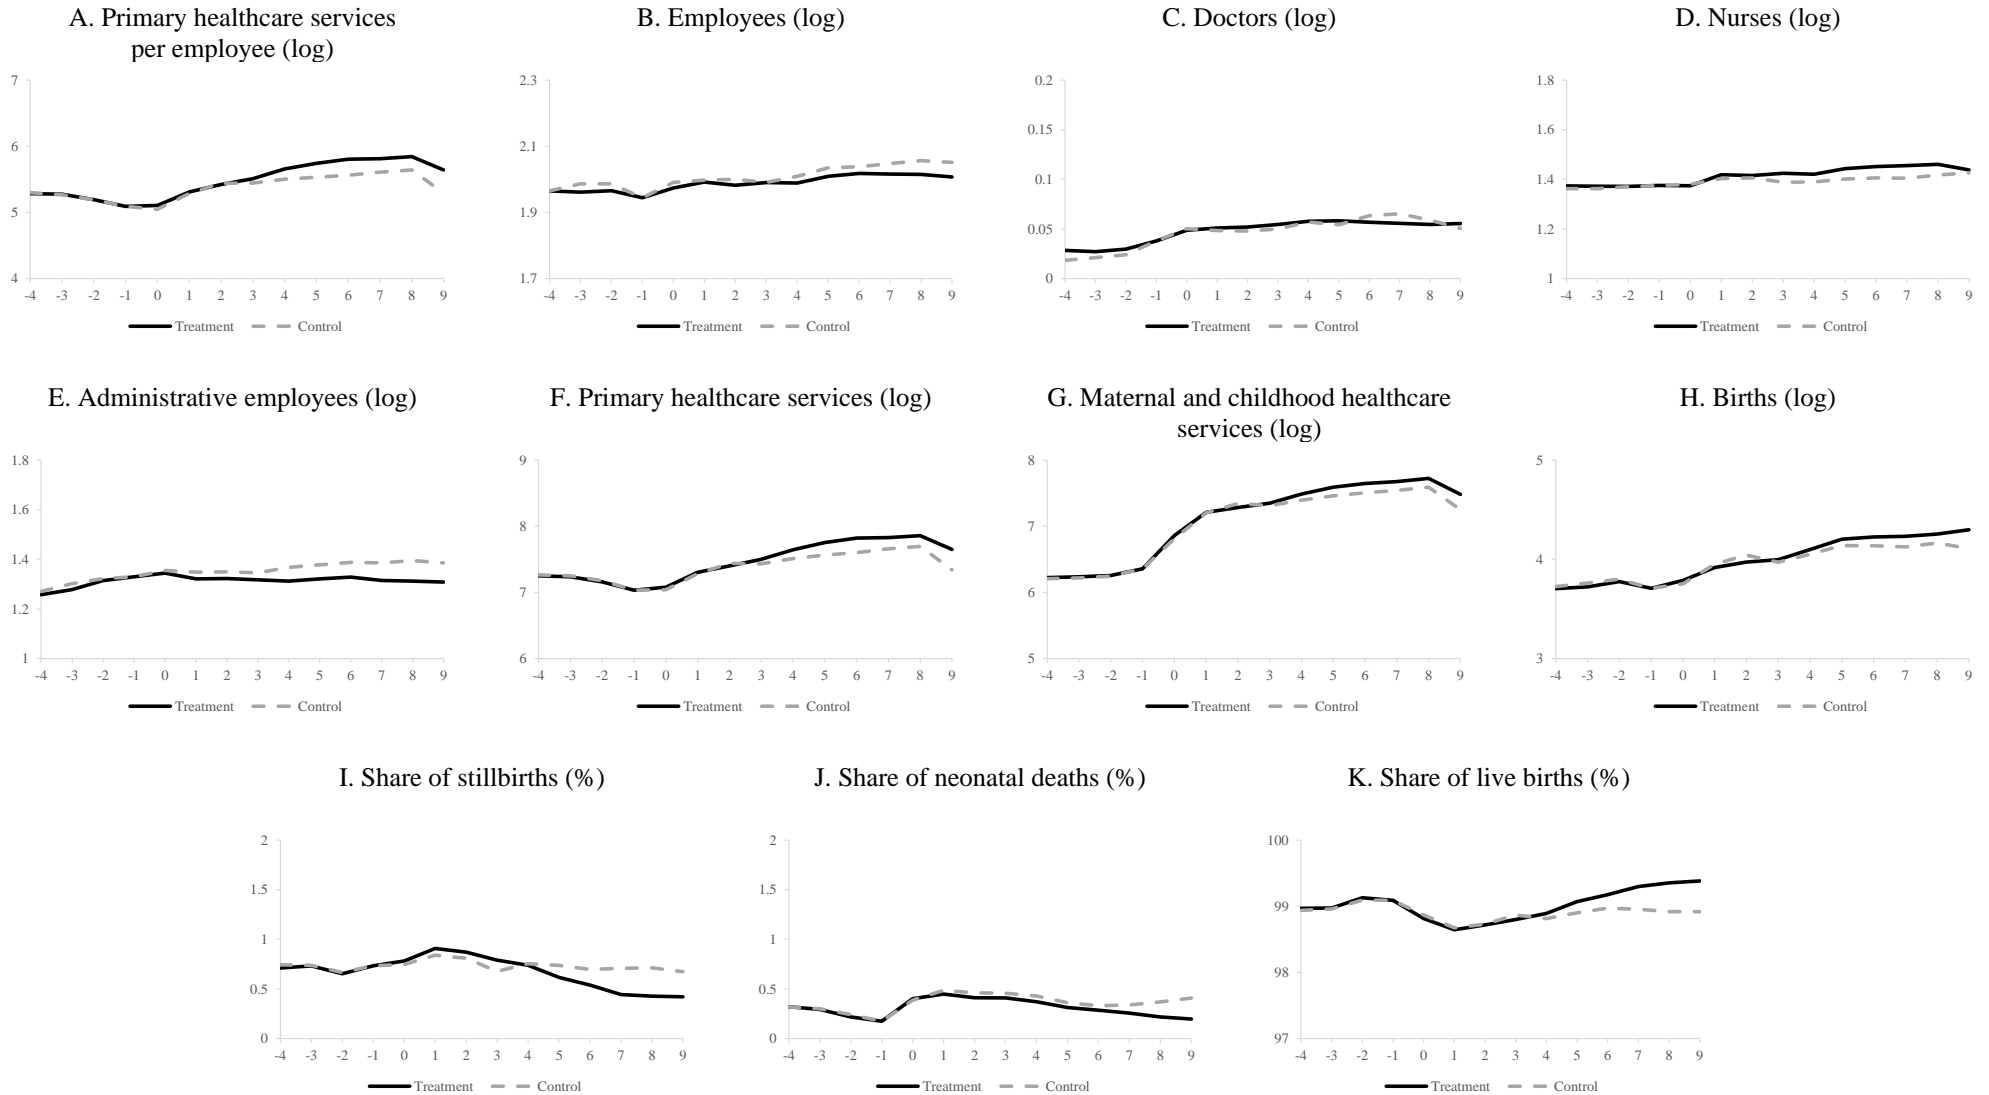 A. Primary healthcare services
per employee (log)
7
6
5
4
-4 -3 -2 -1 0 1 2 3 4 5 6 7 8 9
Treatment Control
B. Employees (log)
2.3
2.1
1.9
1.7
-4 -3 -2 -1 0 1 2 3 4 5 6 7 8 9
Treatment Control
C. Doctors (log)
0.2
0.15
0.1
0.05
0
-4 -3 -2 -1 0 1 2 3 4 5 6 7 8 9
Treatment Control
D. Nurses (log)
1.8
1.6
1.4
1.2
1
-4 -3 -2 -1 0 1 2 3 4 5 6 7 8 9
Treatment Control
E. Administrative employees (log)
1.8
1.6
1.4
1.2
1
-4 -3 -2 -1 0 1 2 3 4 5 6 7 8 9
Treatment Control
F. Primary healthcare services (log)
9
8
7
6
-4 -3 -2 -1 0 1 2 3 4 5 6 7 8 9
Treatment Control
G. Maternal and childhood healthcare
services (log)
8
7
6
5
-4 -3 -2 -1 0 1 2 3 4 5 6 7 8 9
Treatment Control
H. Births (log)
5
4
3
-4 -3 -2 -1 0 1 2 3 4 5 6 7 8 9
Treatment Control
I. Share of stillbirths (%)
2
1.5
1
0.5
0
-4 -3 -2 -1 0 1 2 3 4 5 6 7 8 9
Treatment Control
J. Share of neonatal deaths (%)
2
1.5
1
0.5
0
-4 -3 -2 -1 0 1 2 3 4 5 6 7 8 9
Treatment Control
K. Share of live births (%)
100
99
98
97
-4 -3 -2 -1 0 1 2 3 4 5 6 7 8 9
Treatment Control